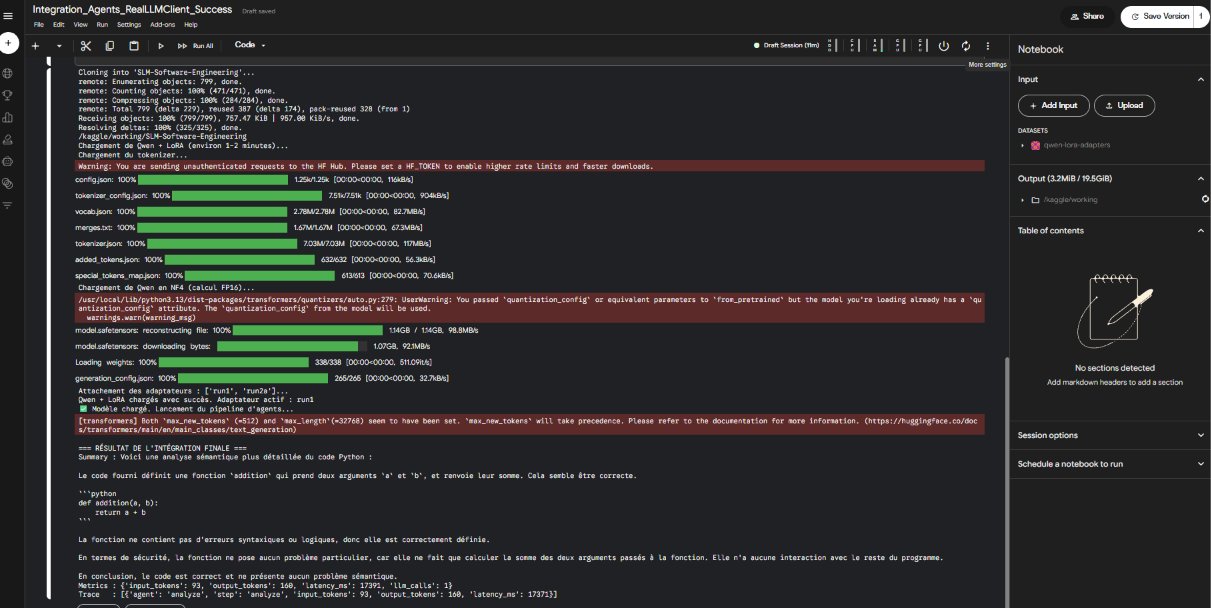 Integration_Agents_RealLLMClient_Success
Draft saved
File Edit View Run Settings Add-ons Help
Share
Save Version
1
Run All
Code
Draft Session (11m)
More settings
Cloning into 'SLM-Software-Engineering'...
remote: Enumerating objects: 799, done.
remote: Counting objects: 100% (471/471), done.
remote: Compressing objects: 100% (284/284), done.
remote: Total 799 (delta 229), reused 387 (delta 174), pack-reused 328 (from 1)
Receiving objects: 100% (799/799), 757.47 KiB | 957.00 KiB/s, done.
Resolving deltas: 100% (325/325), done.
/kaggle/working/SLM-Software-Engineering
Chargement de Qwen + LoRA (environ 1-2 minutes)...
Chargement du tokenizer...
Warning: You are sending unauthenticated requests to the HF Hub. Please set a HF_TOKEN to enable higher rate limits and faster downloads.
config.json: 100% 1.25k/1.25k [00:00<00:00, 116kB/s]
tokenizer_config.json: 100% 7.51k/7.51k [00:00<00:00, 904kB/s]
vocab.json: 100% 2.78M/2.78M [00:00<00:00, 82.7MB/s]
merges.txt: 100% 1.67M/1.67M [00:00<00:00, 67.3MB/s]
tokenizer.json: 100% 7.03M/7.03M [00:00<00:00, 117MB/s]
added_tokens.json: 100% 632/632 [00:00<00:00, 56.3kB/s]
special_tokens_map.json: 100% 613/613 [00:00<00:00, 70.6kB/s]
Chargement de Qwen en NF4 (calcul FP16)...
/usr/local/lib/python3.13/dist-packages/transformers/quantizers/auto.py:279: UserWarning: You passed `quantization_config` or equivalent parameters to `from_pretrained` but the model you're loading already has a `qu
antization_config` attribute. The `quantization_config` from the model will be used.
warnings.warn(warning_msg)
model.safetensors: reconstructing file: 100% 1.14GB / 1.14GB, 98.8MB/s
model.safetensors: downloading bytes: 1.07GB, 92.1MB/s
Loading weights: 100% 338/338 [00:00<00:00, 511.09it/s]
generation_config.json: 100% 265/265 [00:00<00:00, 32.7kB/s]
Attachement des adaptateurs : ['run1', 'run2a']...
Qwen + LoRA chargés avec succès. Adaptateur actif : run1
✅ Modèle chargé. Lancement du pipeline d'agents...
[transformers] Both `max_new_tokens` (=512) and `max_length`(=32768) seem to have been set. `max_new_tokens` will take precedence. Please refer to the documentation for more information. (https://huggingface.co/doc
s/transformers/main/en/main_classes/text_generation)
=== RÉSULTAT DE L'INTÉGRATION FINALE ===
Summary : Voici une analyse sémantique plus détaillée du code Python :
Le code fourni définit une fonction `addition` qui prend deux arguments `a` et `b`, et renvoie leur somme. Cela semble être correcte.
```python
def addition(a, b):
return a + b
```
La fonction ne contient pas d'erreurs syntaxiques ou logiques, donc elle est correctement définie.
En termes de sécurité, la fonction ne pose aucun problème particulier, car elle ne fait que calculer la somme des deux arguments passés à la fonction. Elle n'a aucune interaction avec le reste du programme.
En conclusion, le code est correct et ne présente aucun problème sémantique.
Metrics : {'input_tokens': 93, 'output_tokens': 160, 'latency_ms': 17391, 'llm_calls': 1}
Trace : [{'agent': 'analyze', 'step': 'analyze', 'input_tokens': 93, 'output_tokens': 160, 'latency_ms': 17371}]
Notebook
Input
Add Input
Upload
DATASETS
qwen-lora-adapters
Output (3.2MiB / 19.5GiB)
/kaggle/working
Table of contents
No sections detected
Add markdown headers to add a section
Session options
Schedule a notebook to run